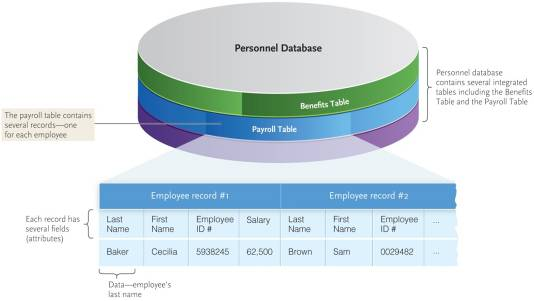 Personnel Database
Benefits Table
Payroll Table
Personnel database
contains several integrated
tables including the Benefits
Table and the Payroll Table
The payroll table contains
several records—one
for each employee
Employee record #1
Employee record #2
Each record has
several fields
(attributes)
Last Name
First Name
Employee ID #
Salary
Last Name
First Name
Employee ID #
...
Baker
Cecilia
5938245
62,500
Brown
Sam
0029482
...
Data—employee's
last name